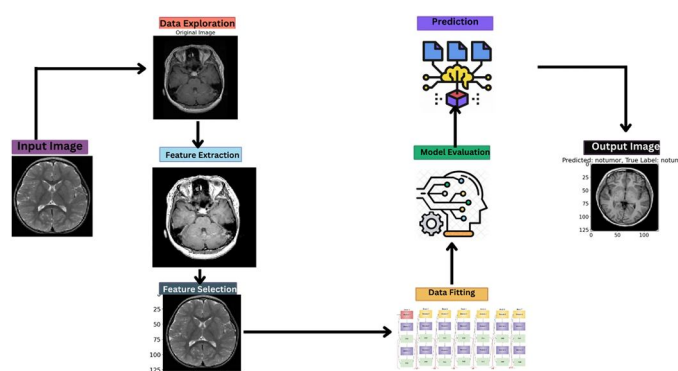 Data Exploration
Original Image
Prediction
Input Image
Feature Extraction
Model Evaluation
Output Image
Predicted: notumor, True Label: notun
0
25
50
75
100
125
0
50
100
Feature Selection
0
25
50
75
100
125
Data Fitting